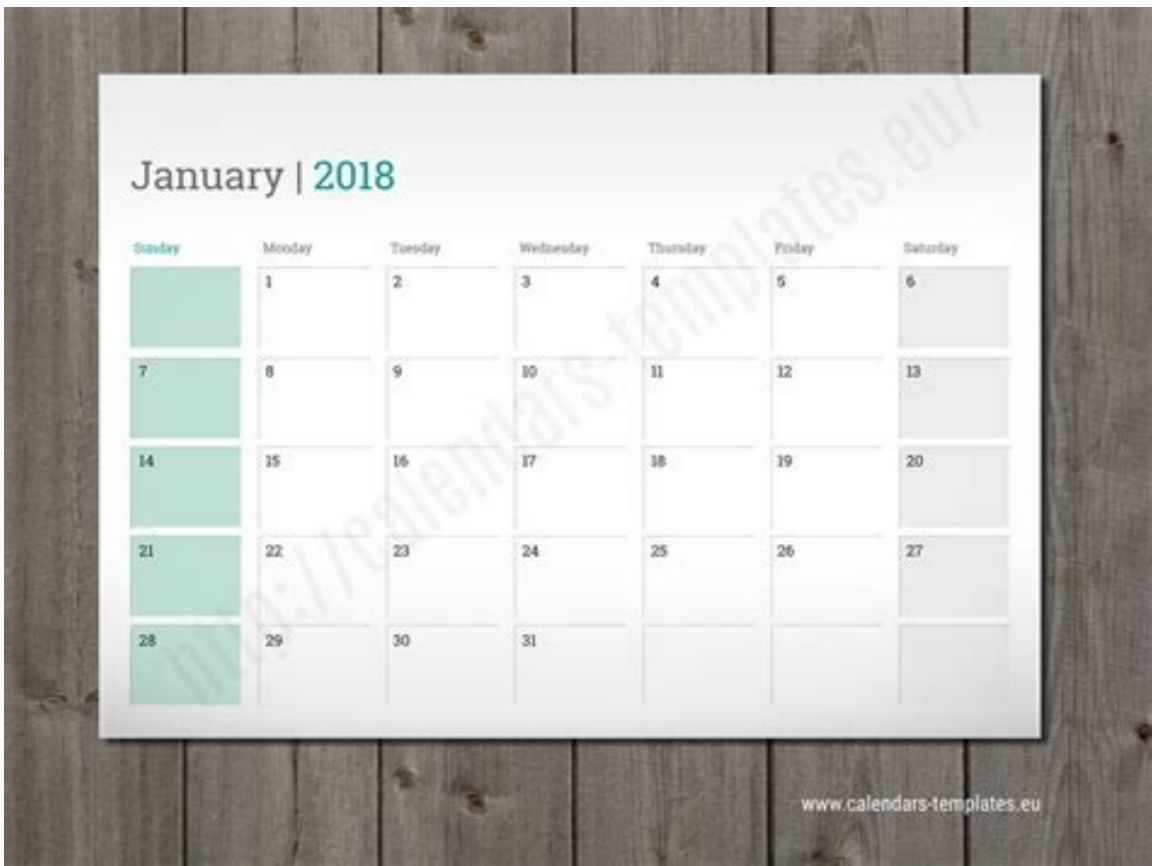 January | 2018
Sunday Monday Tuesday Wednesday Thursday Friday Saturday
1 2 3 4 5 6
7 8 9 10 11 12 13
14 15 16 17 18 19 20
21 22 23 24 25 26 27
28 29 30 31
http://calendars-templates.eu/
www.calendars-templates.eu